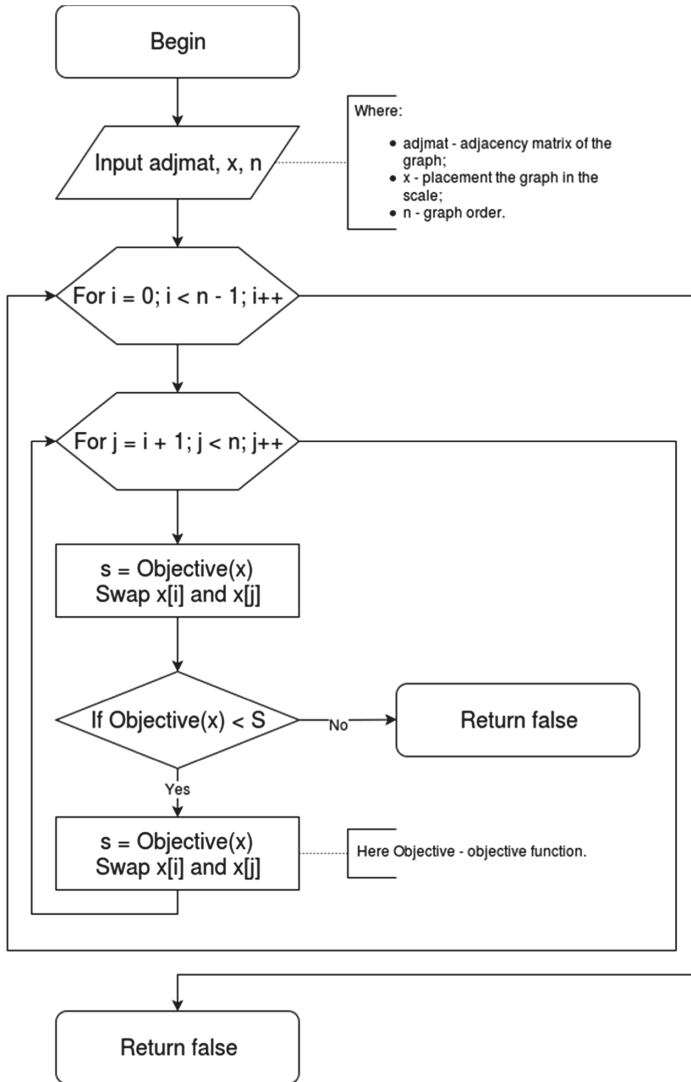 Begin
Input adjmat, x, n
Where:
• adjmat - adjacency matrix of the
graph;
• x - placement the graph in the
scale;
• n - graph order.
For i = 0; i < n - 1; i++
For j = i + 1; j < n; j++
s = Objective(x)
Swap x[i] and x[j]
If Objective(x) < S
No
Return false
Yes
s = Objective(x)
Swap x[i] and x[j]
Here Objective - objective function.
Return false